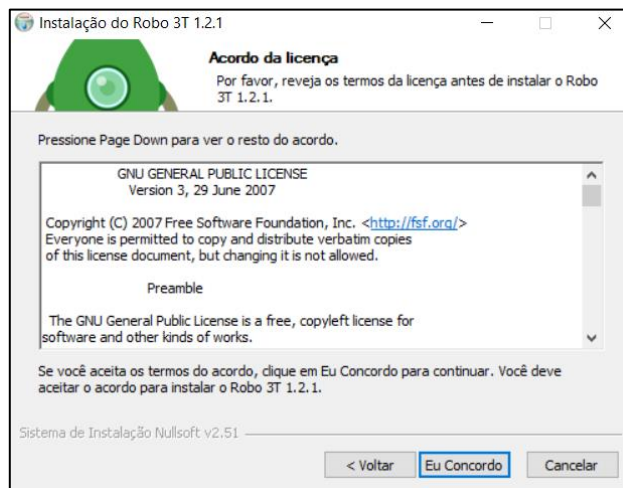 Instalação do Robo 3T 1.2.1
Acordo da licença
Por favor, reveja os termos da licença antes de instalar o Robo
3T 1.2.1.
Pressione Page Down para ver o resto do acordo.
GNU GENERAL PUBLIC LICENSE
Version 3, 29 June 2007
Copyright (C) 2007 Free Software Foundation, Inc. <http://fsf.org/>
Everyone is permitted to copy and distribute verbatim copies
of this license document, but changing it is not allowed.
Preamble
The GNU General Public License is a free, copyleft license for
software and other kinds of works.
Se você aceita os termos do acordo, clique em Eu Concordo para continuar. Você deve
aceitar o acordo para instalar o Robo 3T 1.2.1.
Sistema de Instalação Nullsoft v2.51
< Voltar Eu Concordo Cancelar